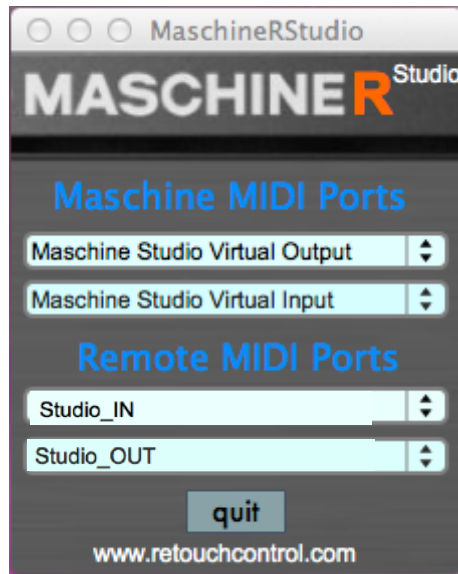 MaschineRStudio
MASCHINER Studio
Maschine MIDI Ports
Maschine Studio Virtual Output
Maschine Studio Virtual Input
Remote MIDI Ports
Studio_IN
Studio_OUT
quit
www.retouchcontrol.com